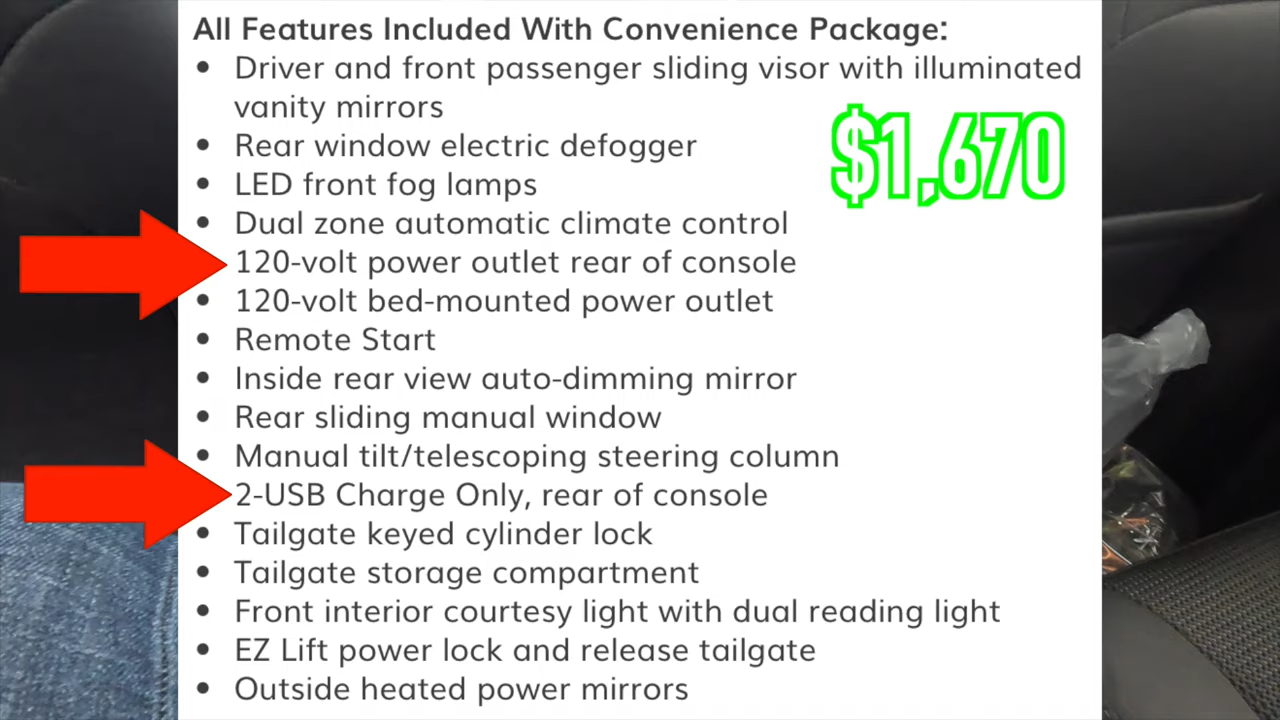 All Features Included With Convenience Package:
• Driver and front passenger sliding visor with illuminated
vanity mirrors
• Rear window electric defogger
• LED front fog lamps
• Dual zone automatic climate control
120-volt power outlet rear of console
• 120-volt bed-mounted power outlet
• Remote Start
• Inside rear view auto-dimming mirror
• Rear sliding manual window
• Manual tilt/telescoping steering column
2-USB Charge Only, rear of console
• Tailgate keyed cylinder lock
• Tailgate storage compartment
• Front interior courtesy light with dual reading light
• EZ Lift power lock and release tailgate
• Outside heated power mirrors
$1,670